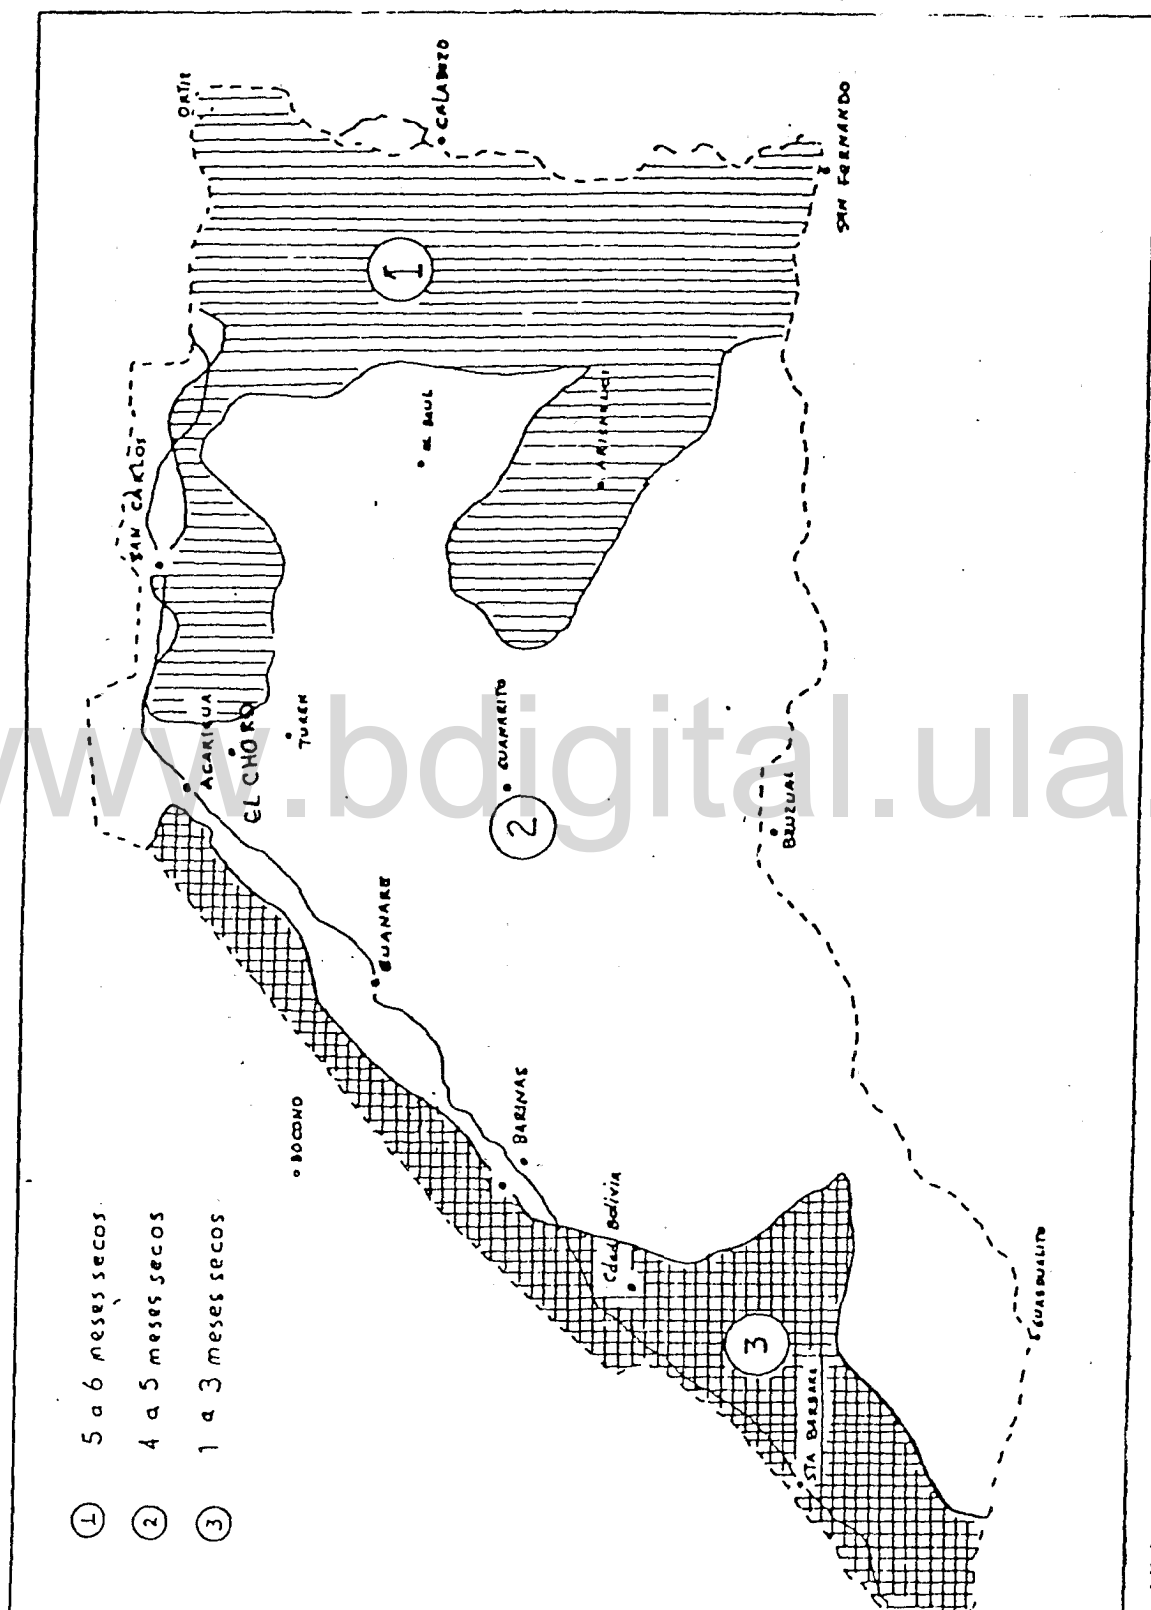 ① 5 a 6 meses secos
② 4 a 5 meses secos
③ 1 a 3 meses secos
ORTIZ
CALABOZO
SAN FERNANDO
1
SAN CARLOS
EL BAUL
ARISMENDI
ACARIGUA
EL CHORO
TUREN
GUANARITO
2
BRUZUAL
GUANARE
BOCONO
BARINAS
Cdad Bolivia
3
STA BARBARA
GUASDUALITO
www.bdigital.ula.